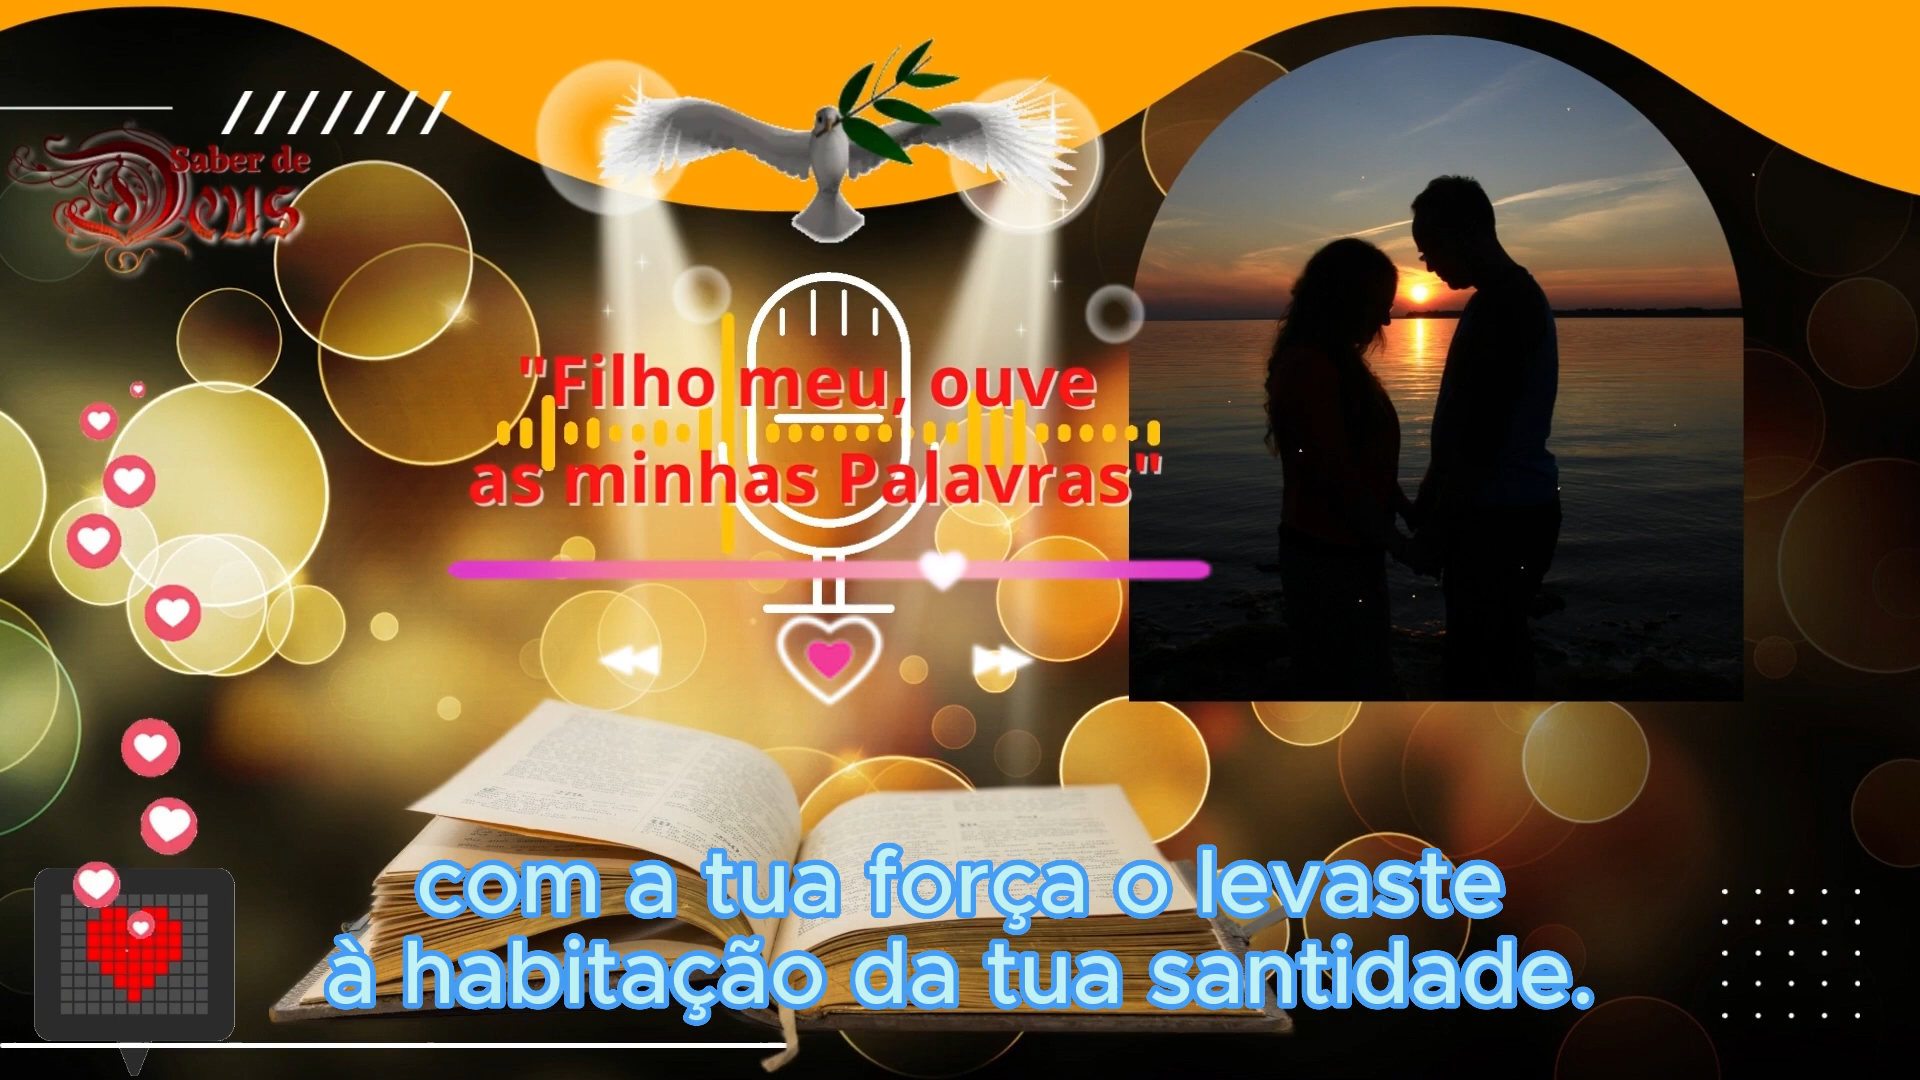 Saber de
Deus
"Filho meu, ouve
as minhas Palavras"
com a tua força o levaste
à habitação da tua santidade.